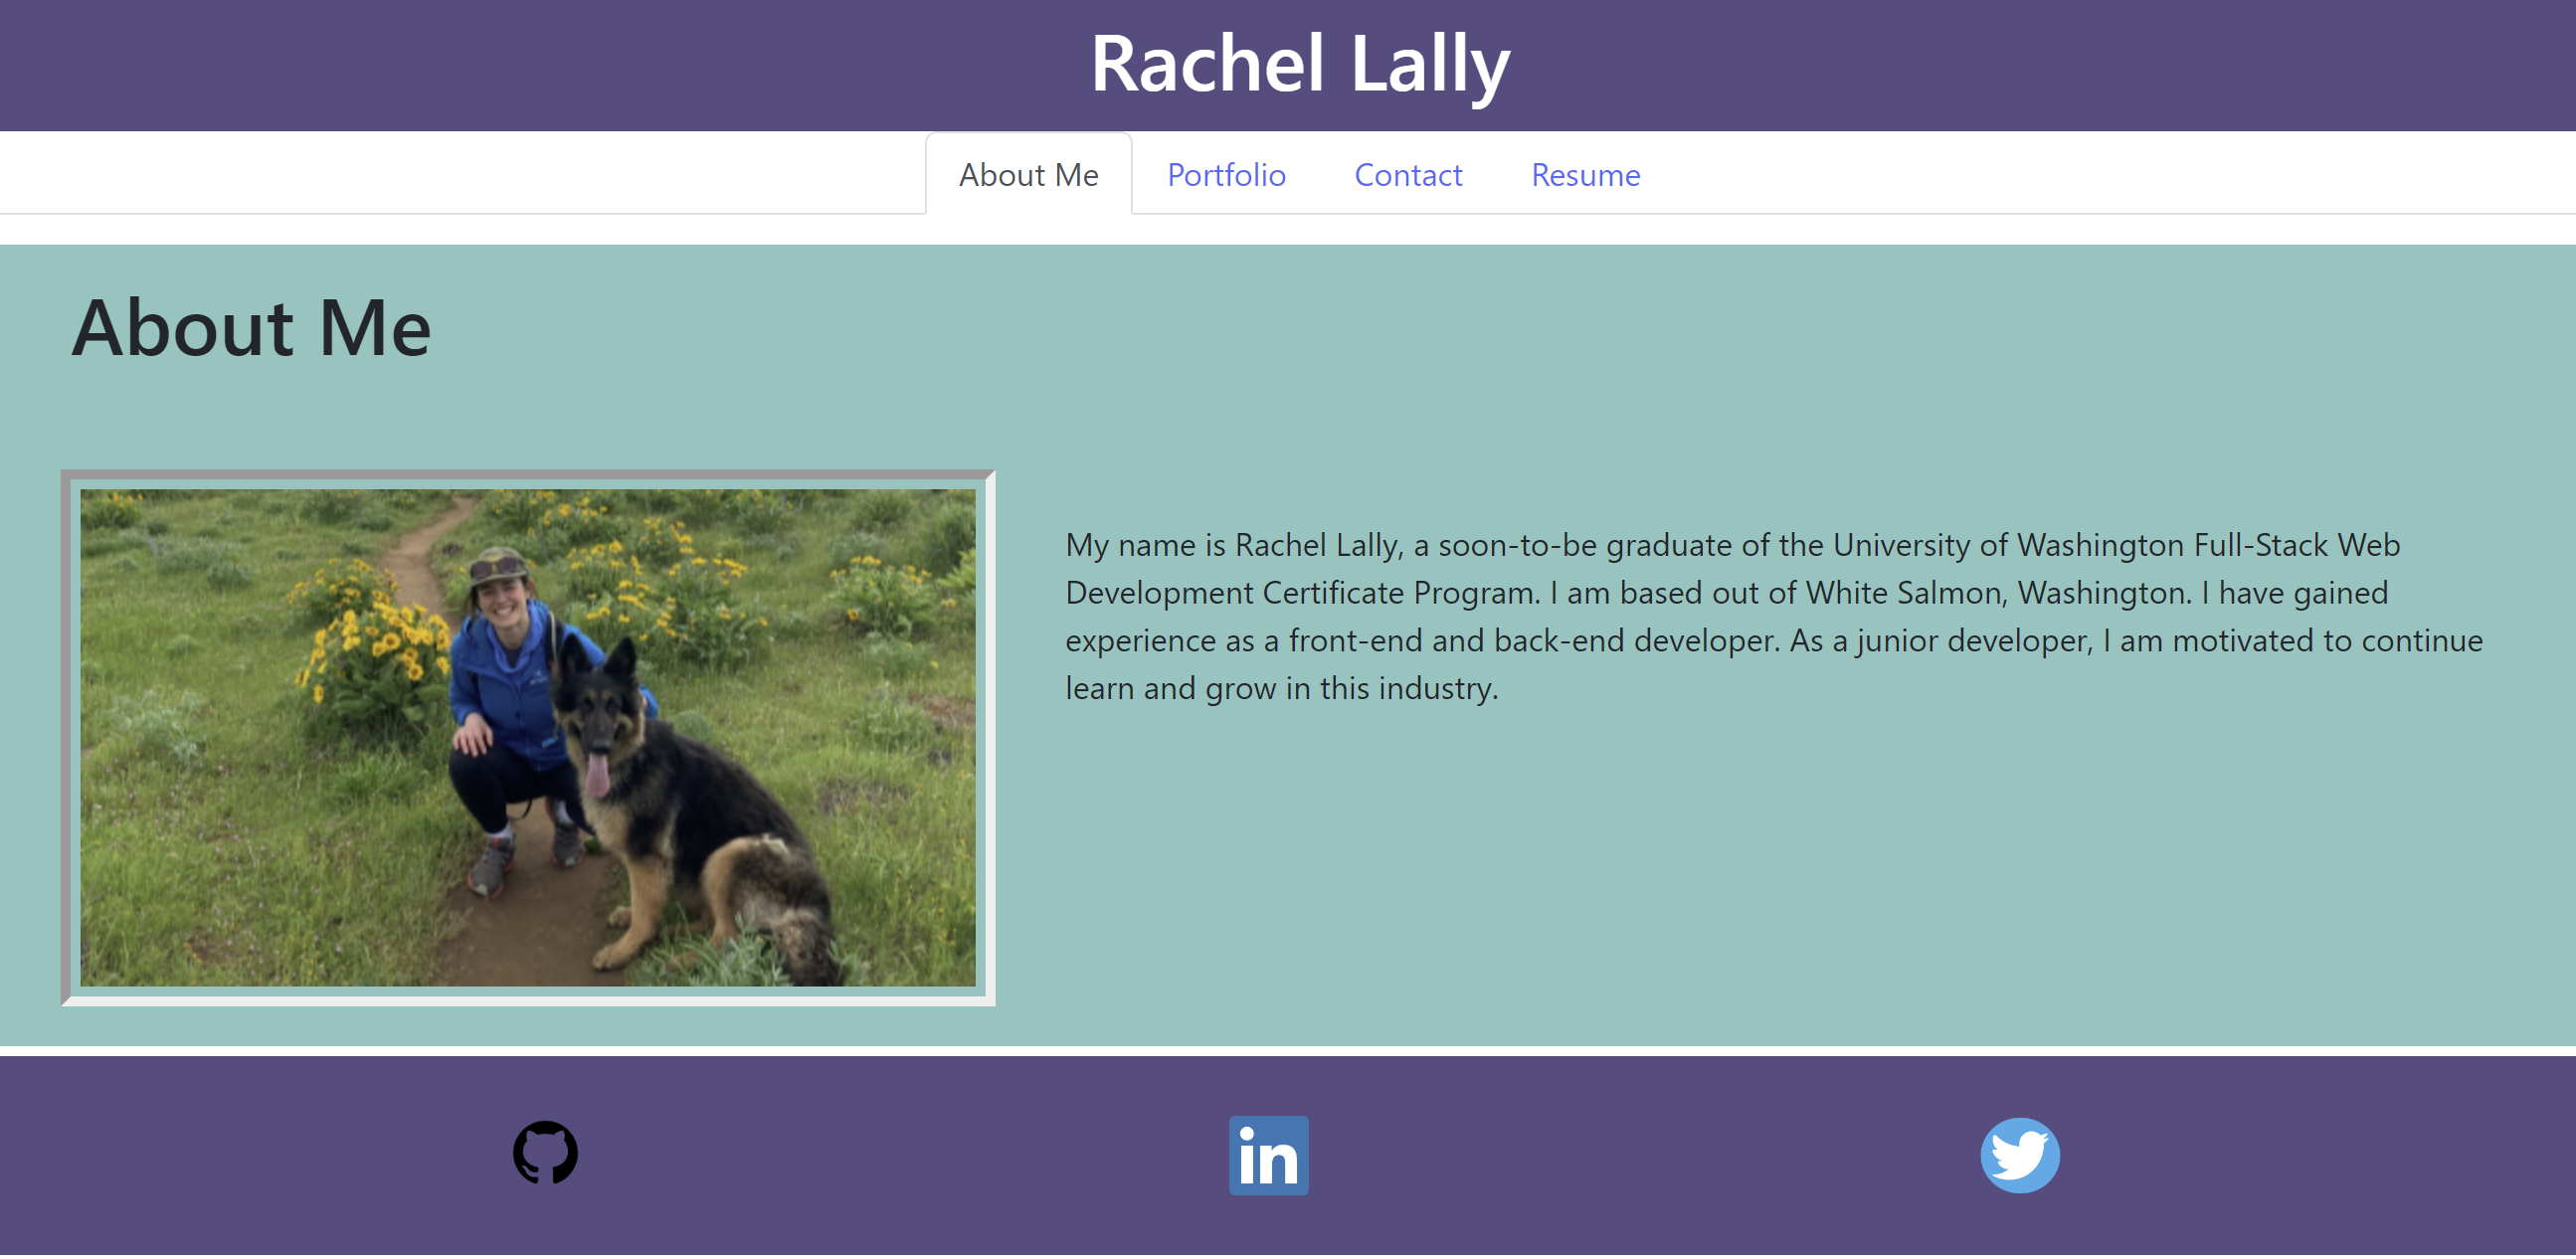 Rachel Lally
About Me
Portfolio
Contact
Resume
About Me
My name is Rachel Lally, a soon-to-be graduate of the University of Washington Full-Stack Web
Development Certificate Program. I am based out of White Salmon, Washington. I have gained
experience as a front-end and back-end developer. As a junior developer, I am motivated to continue
learn and grow in this industry.
in